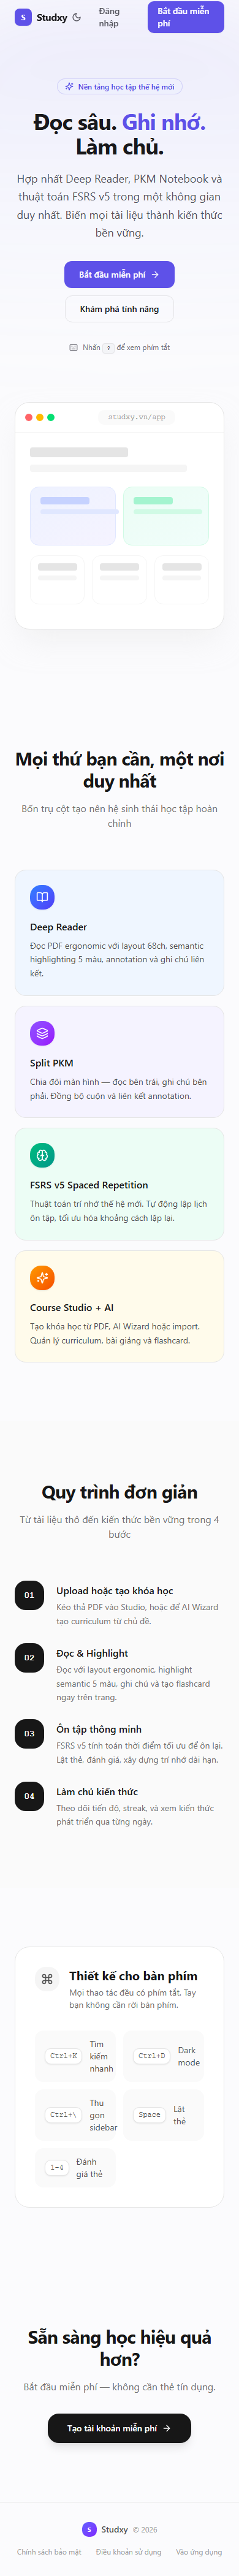 S Studxy Đăng nhập Bắt đầu miễn phí
Nền tảng học tập thế hệ mới
Đọc sâu. Ghi nhớ.
Làm chủ.
Hợp nhất Deep Reader, PKM Notebook và
thuật toán FSRS v5 trong một không gian
duy nhất. Biến mọi tài liệu thành kiến thức
bền vững.
Bắt đầu miễn phí
Khám phá tính năng
Nhấn ? để xem phím tắt
studxy.vn/app
Mọi thứ bạn cần, một nơi
duy nhất
Bốn trụ cột tạo nên hệ sinh thái học tập hoàn
chỉnh
Deep Reader
Đọc PDF ergonomic với layout 68ch, semantic
highlighting 5 màu, annotation và ghi chú liên
kết.
Split PKM
Chia đôi màn hình — đọc bên trái, ghi chú bên
phải. Đồng bộ cuộn và liên kết annotation.
FSRS v5 Spaced Repetition
Thuật toán trí nhớ thế hệ mới. Tự động lập lịch
ôn tập, tối ưu hóa khoảng cách lặp lại.
Course Studio + AI
Tạo khóa học từ PDF, AI Wizard hoặc import.
Quản lý curriculum, bài giảng và flashcard.
Quy trình đơn giản
Từ tài liệu thô đến kiến thức bền vững trong 4
bước
01 Upload hoặc tạo khóa học
Kéo thả PDF vào Studio, hoặc để AI Wizard
tạo curriculum từ chủ đề.
02 Đọc & Highlight
Đọc với layout ergonomic, highlight
semantic 5 màu, ghi chú và tạo flashcard
ngay trên trang.
03 Ôn tập thông minh
FSRS v5 tính toán thời điểm tối ưu để ôn lại.
Lật thẻ, đánh giá, xây dựng trí nhớ dài hạn.
04 Làm chủ kiến thức
Theo dõi tiến độ, streak, và xem kiến thức
phát triển qua từng ngày.
Thiết kế cho bàn phím
Mọi thao tác đều có phím tắt. Tay
bạn không cần rời bàn phím.
Ctrl+K Tìm kiếm nhanh
Ctrl+D Dark mode
Ctrl+\ Thu gọn sidebar
Space Lật thẻ
1-4 Đánh giá thẻ
Sẵn sàng học hiệu quả
hơn?
Bắt đầu miễn phí — không cần thẻ tín dụng.
Tạo tài khoản miễn phí
S Studxy © 2026
Chính sách bảo mật Điều khoản sử dụng Vào ứng dụng